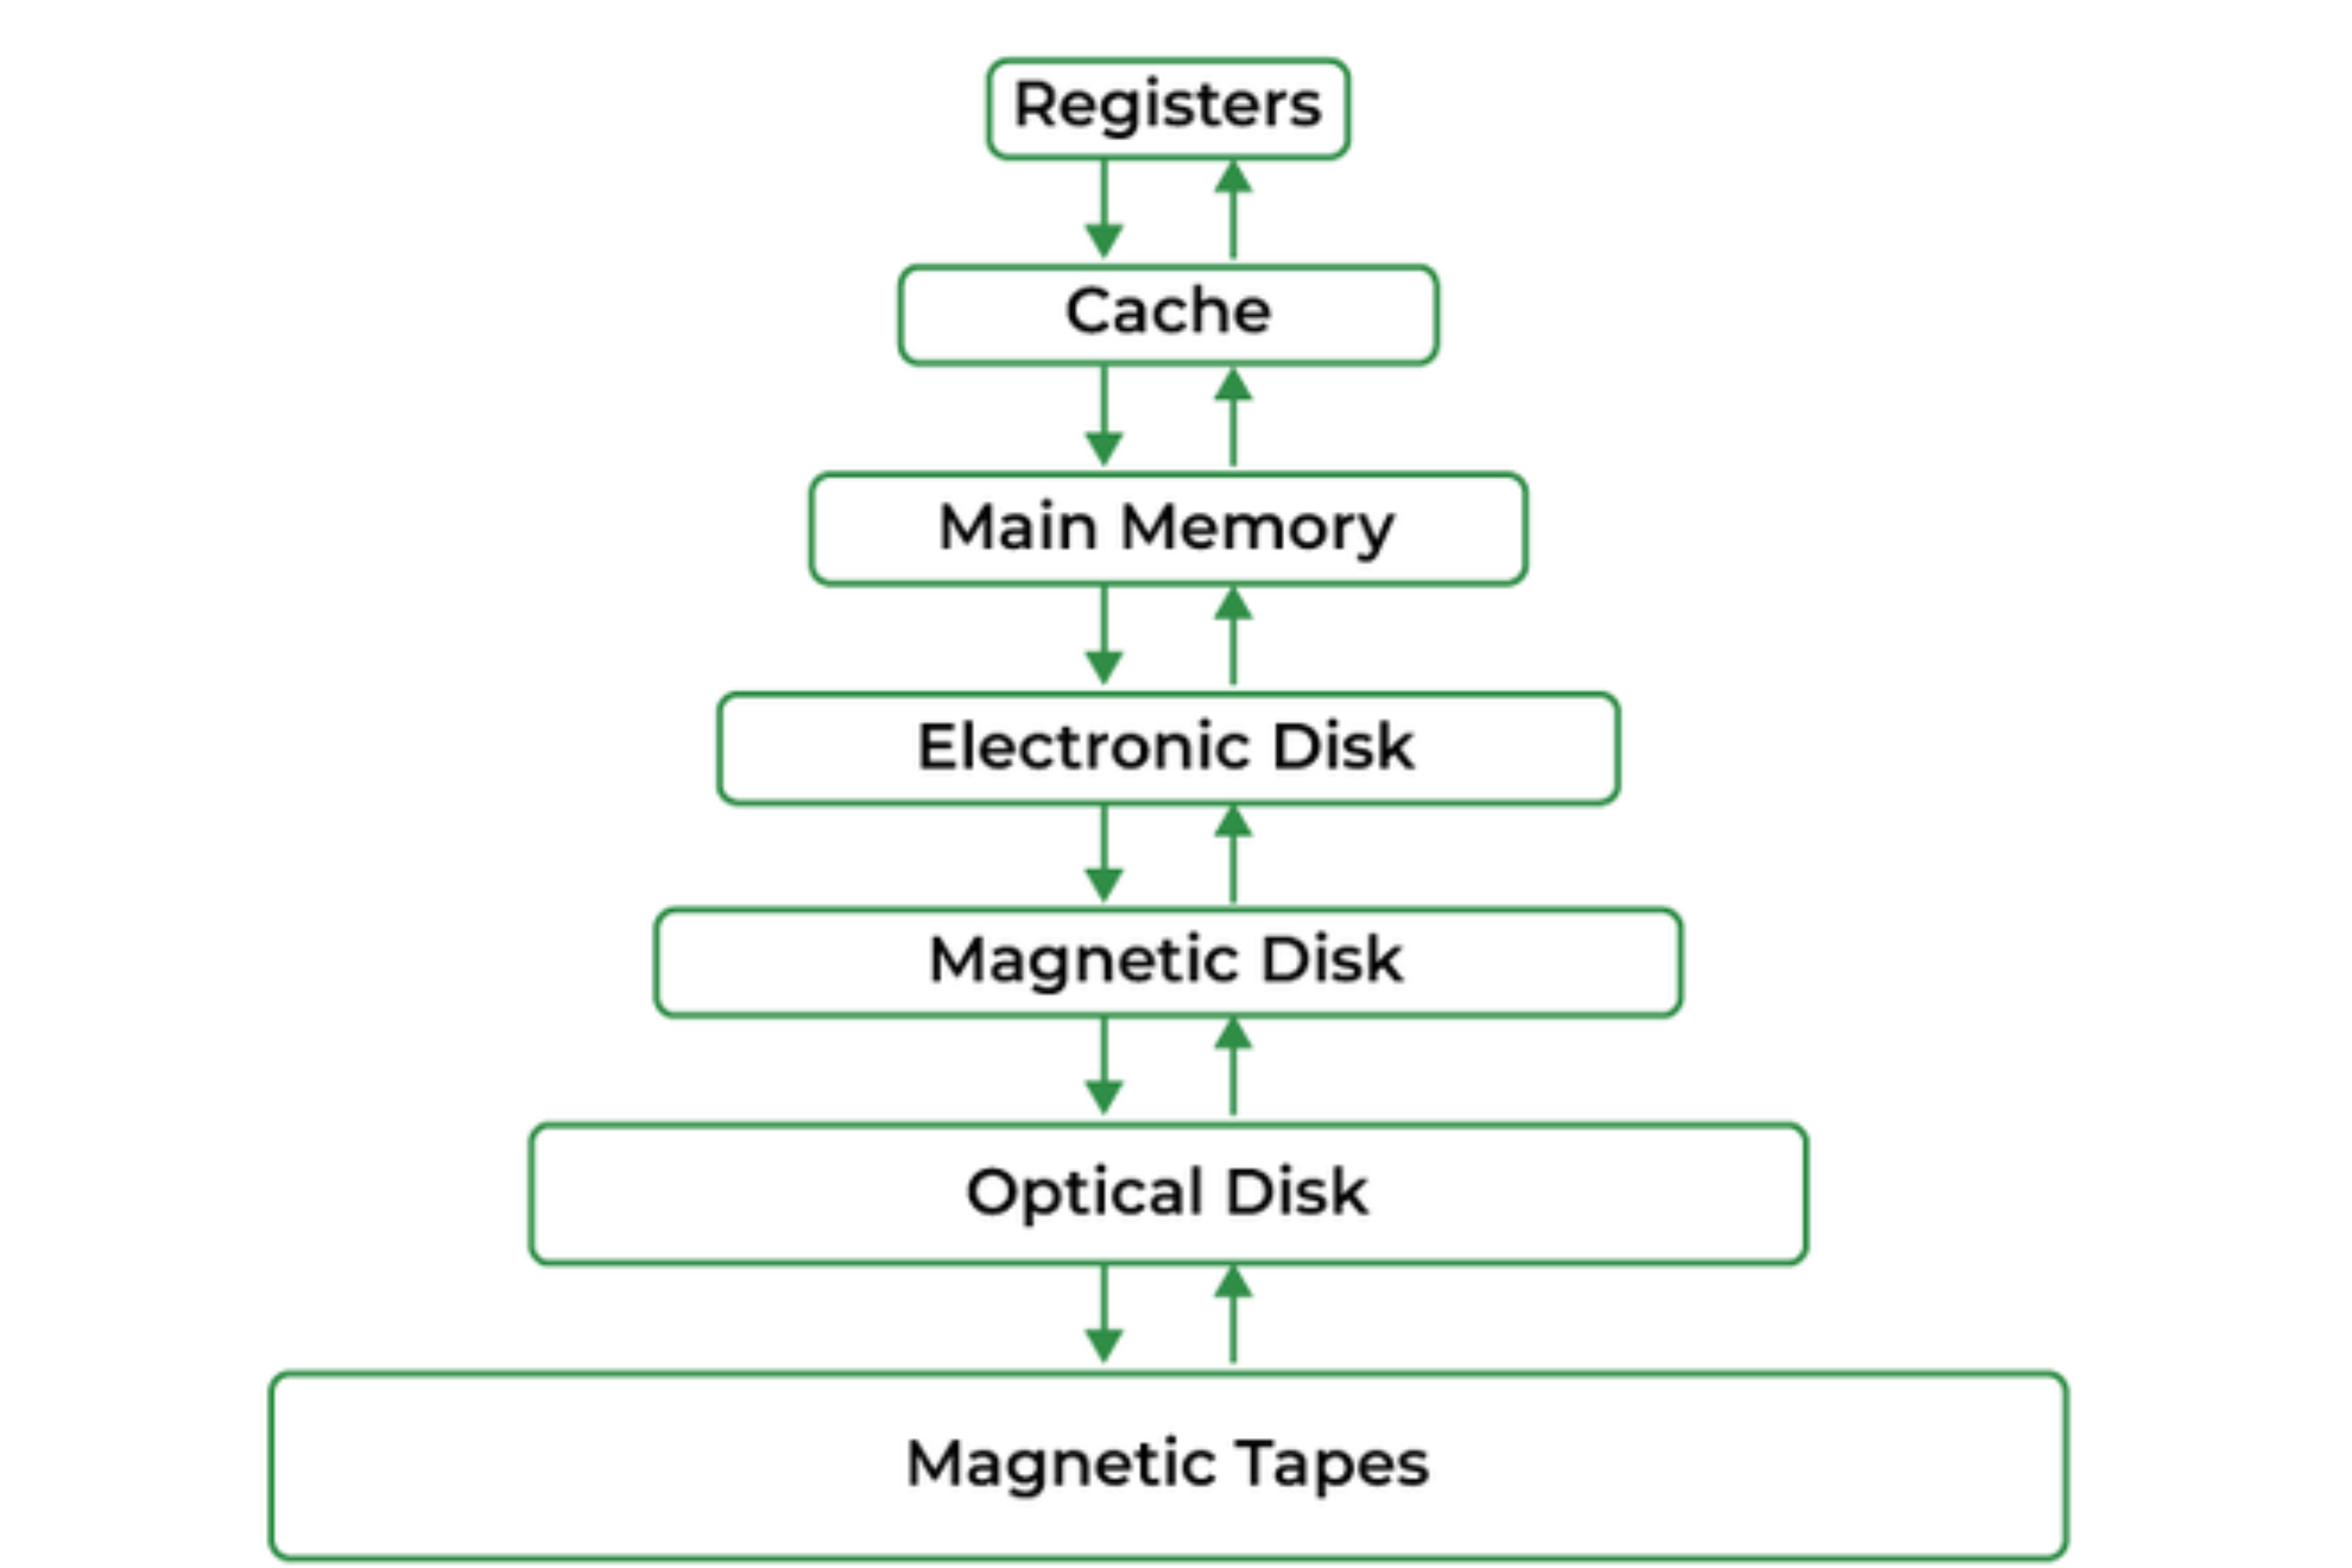 Registers
Cache
Main Memory
Electronic Disk
Magnetic Disk
Optical Disk
Magnetic Tapes